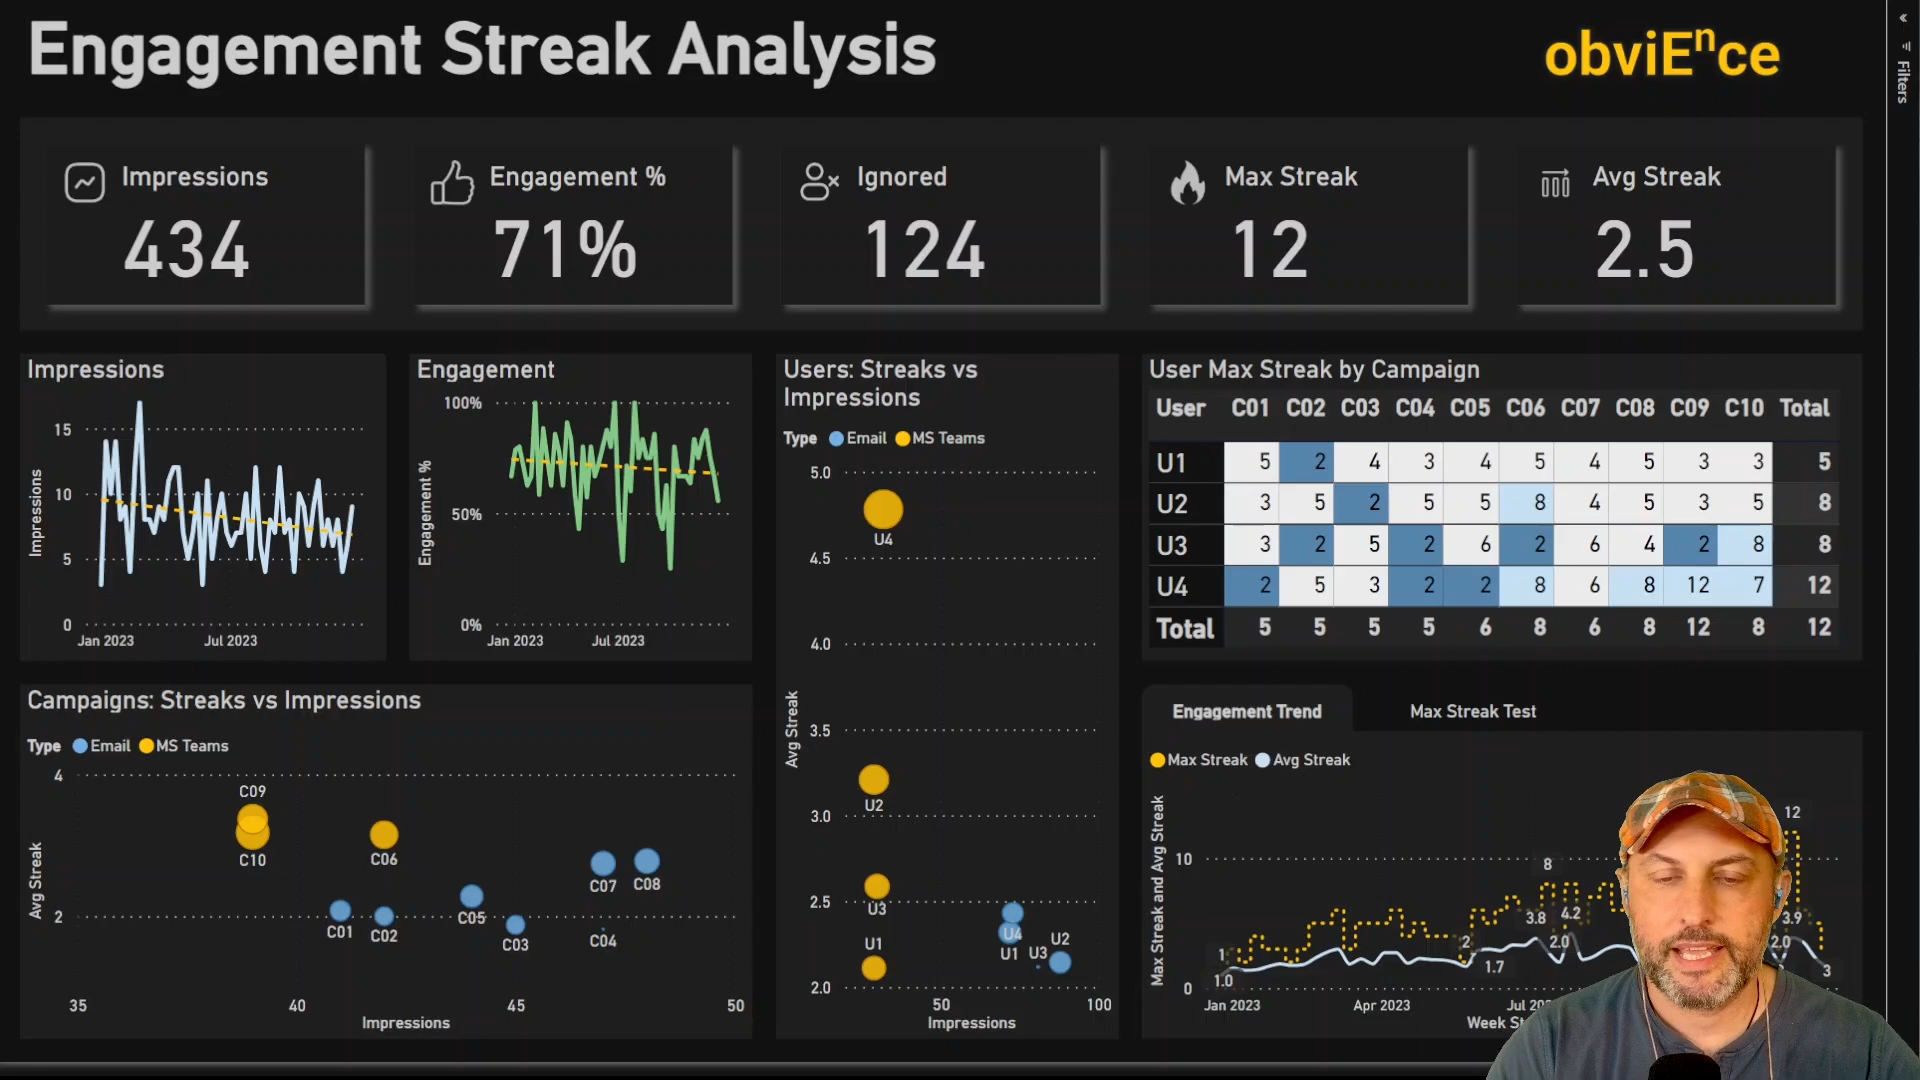 Engagement Streak Analysis
obviEnce
Filters
Impressions
434
Engagement %
71%
Ignored
124
Max Streak
12
Avg Streak
2.5
Impressions
Impressions
15
10
5
0
Jan 2023 Jul 2023
Engagement
Engagement %
100%
50%
0%
Jan 2023 Jul 2023
Users: Streaks vs
Impressions
Type Email MS Teams
Avg Streak
5.0
U4
4.5
4.0
3.5
U2
3.0
2.5
U3
U1
U4
U1 U3 U2
2.0
50 100
Impressions
User Max Streak by Campaign
User C01 C02 C03 C04 C05 C06 C07 C08 C09 C10 Total
U1 5 2 4 3 4 5 4 5 3 3 5
U2 3 5 2 5 5 8 4 5 3 5 8
U3 3 2 5 2 6 2 6 4 2 8 8
U4 2 5 3 2 2 8 6 8 12 7 12
Total 5 5 5 5 6 8 6 8 12 8 12
Campaigns: Streaks vs Impressions
Type Email MS Teams
Avg Streak
4
C09
C10
C06
C07 C08
2
C01 C02 C05 C03 C04
35 40 45 50
Impressions
Engagement Trend Max Streak Test
Max Streak Avg Streak
Max Streak and Avg Streak
12
10
8
3.8 4.2 3.9
1 2 2.0 2.0
1.0 1.7 3
0
Jan 2023 Apr 2023
Week